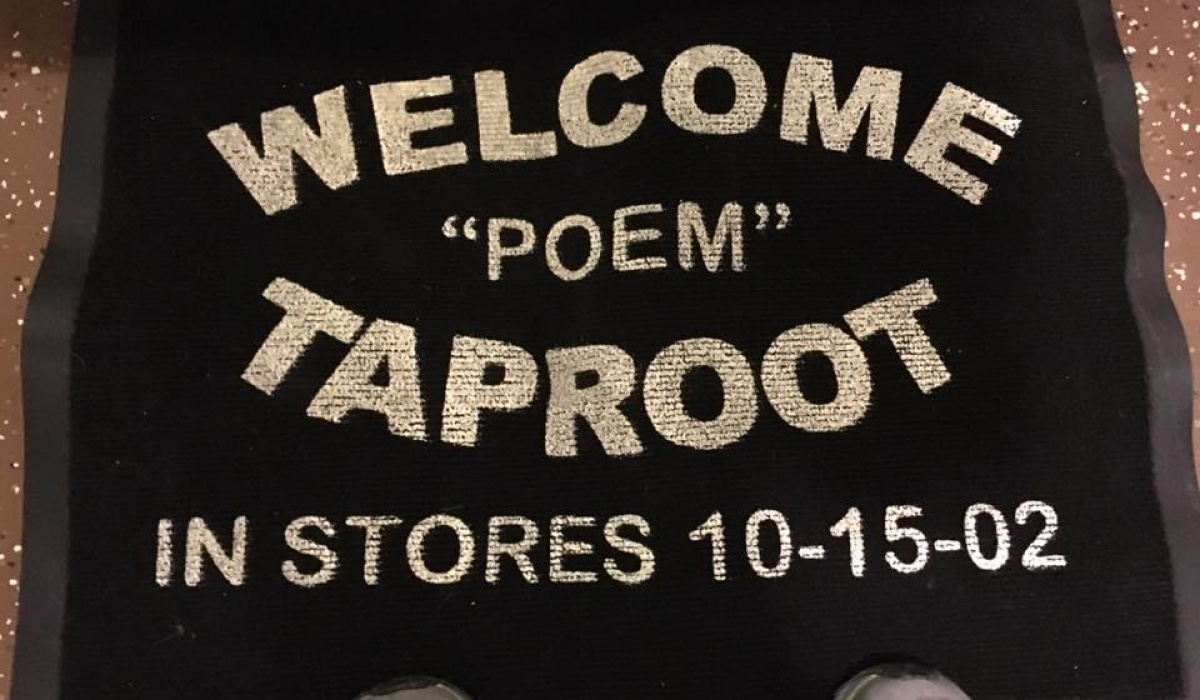 WELCOME
“POEM”
TAPROOT
IN STORES 10-15-02